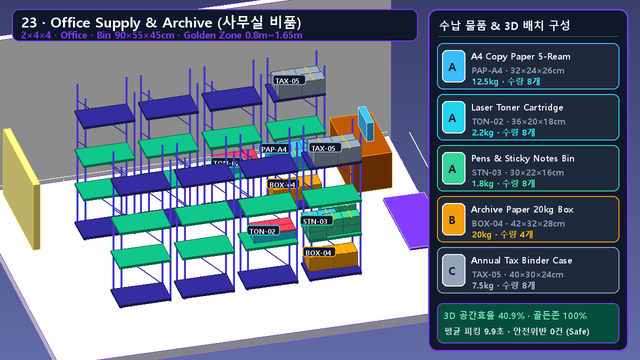 23 · Office Supply & Archive (사무실 비품)
2×4×4 · Office · Bin 90×55×45cm · Golden Zone 0.8m~1.65m
TAX-05
PAP-A4
TAX-05
BOX-04
STN-03
TON-02
BOX-04
수납 물품 & 3D 배치 구성
A
A4 Copy Paper 5-Ream
PAP-A4 · 32×24×26cm
12.5kg · 수량 8개
A
Laser Toner Cartridge
TON-02 · 36×20×18cm
2.2kg · 수량 8개
A
Pens & Sticky Notes Bin
STN-03 · 30×22×16cm
1.8kg · 수량 8개
B
Archive Paper 20kg Box
BOX-04 · 42×32×28cm
20kg · 수량 4개
C
Annual Tax Binder Case
TAX-05 · 40×30×24cm
7.5kg · 수량 8개
3D 공간효율 40.9% · 골든존 100%
평균 피킹 9.9초 · 안전위반 0건 (Safe)